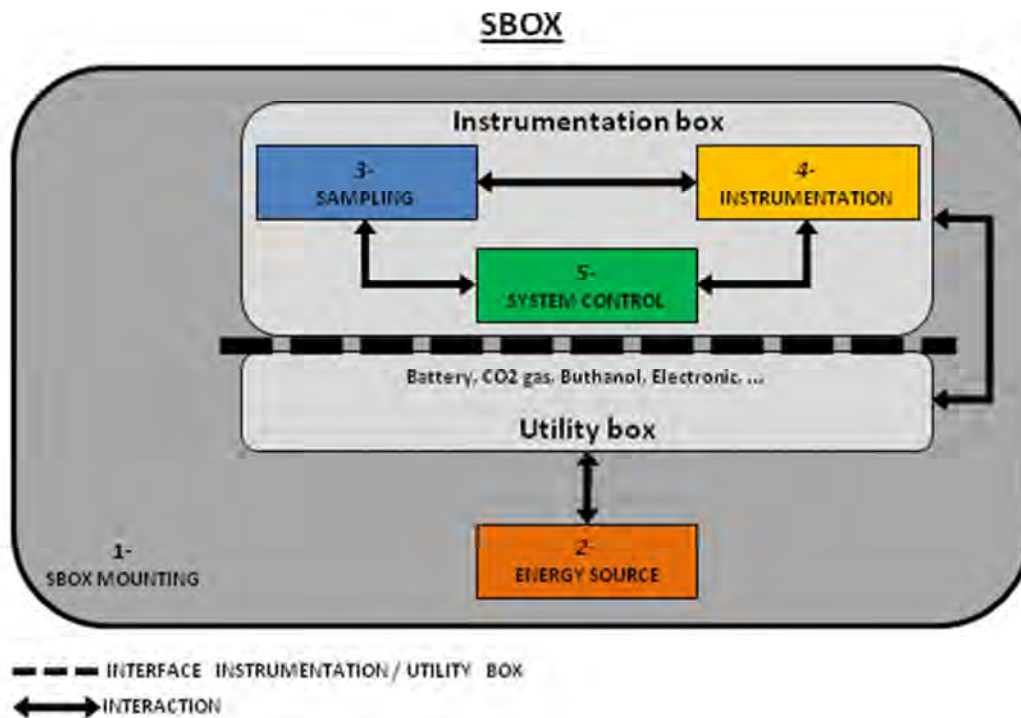 SBOX
Instrumentation box
3-
SAMPLING
4-
INSTRUMENTATION
5-
SYSTEM CONTROL
Battery, CO2 gas, Buthanol, Electronic, ...
Utility box
2-
ENERGY SOURCE
1-
SBOX MOUNTING
INTERFACE INSTRUMENTATION / UTILITY BOX
INTERACTION